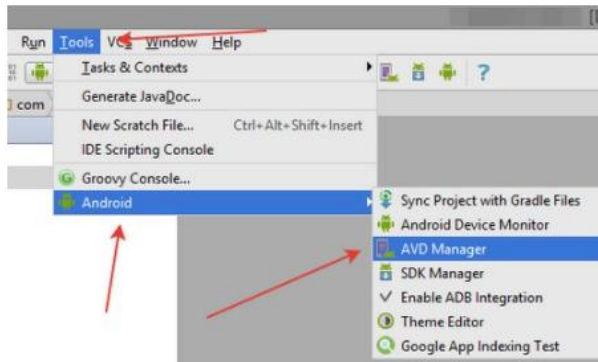 Run Tools VCS Window Help
Tasks & Contexts
com
Generate JavaDoc...
New Scratch File... Ctrl+Alt+Shift+Insert
IDE Scripting Console
Groovy Console...
Android
Sync Project with Gradle Files
Android Device Monitor
AVD Manager
SDK Manager
Enable ADB Integration
Theme Editor
Google App Indexing Test